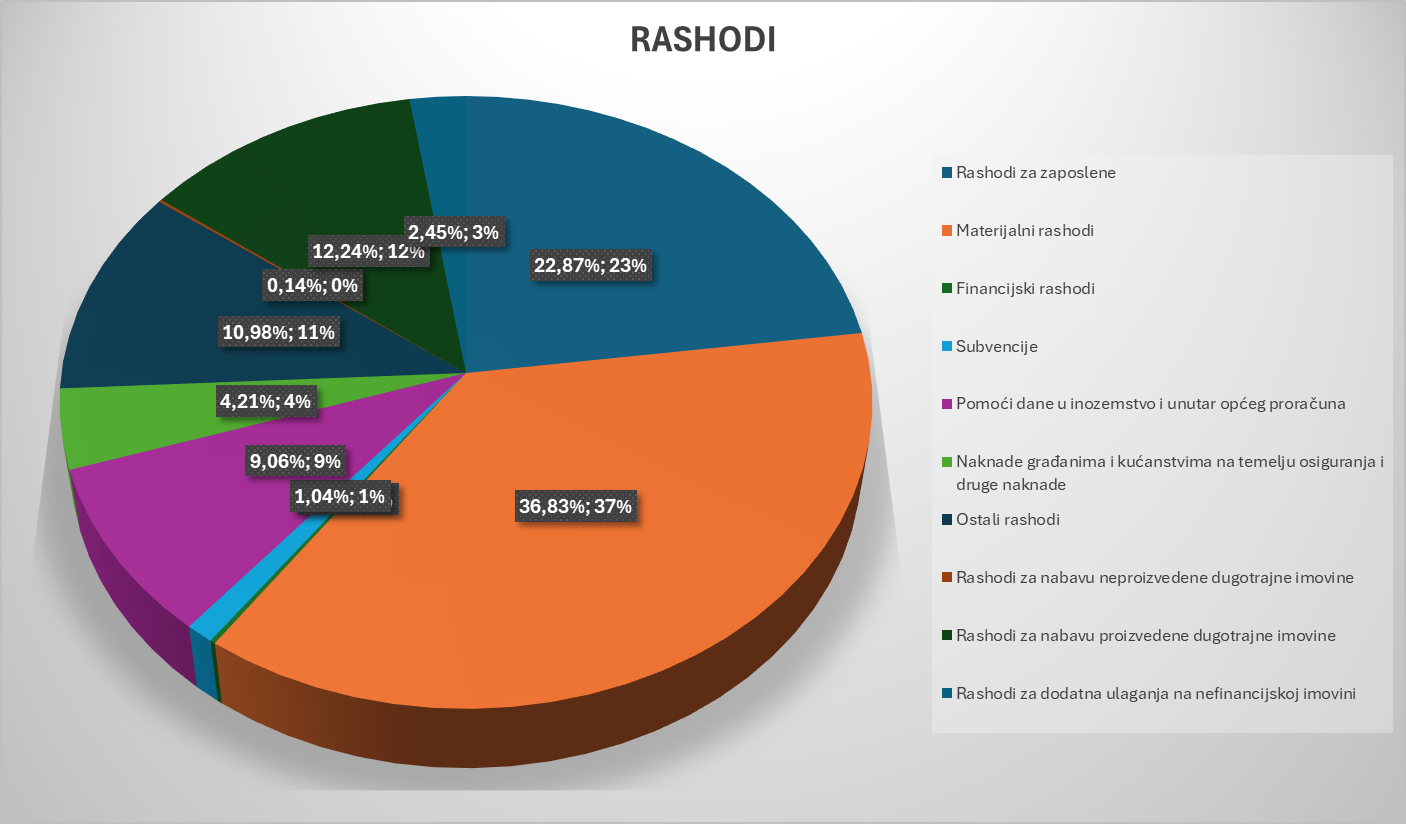 RASHODI
2,45%; 3%
12,24%; 12%
22,87%; 23%
0,14%; 0%
10,98%; 11%
4,21%; 4%
9,06%; 9%
1,04%; 1%
36,83%; 37%
Rashodi za zaposlene
Materijalni rashodi
Financijski rashodi
Subvencije
Pomoći dane u inozemstvo i unutar općeg proračuna
Naknade građanima i kućanstvima na temelju osiguranja i
druge naknade
Ostali rashodi
Rashodi za nabavu neproizvedene dugotrajne imovine
Rashodi za nabavu proizvedene dugotrajne imovine
Rashodi za dodatna ulaganja na nefinancijskoj imovini